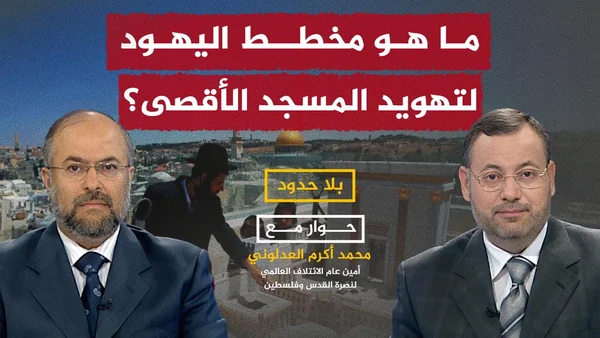 ما هو مخطط اليهود
لتهويد المسجد الأقصى؟
بلا حدود
حوار مع
محمد أكرم العدلوني
أمين عام الائتلاف العالمي
لنصرة القدس وفلسطين